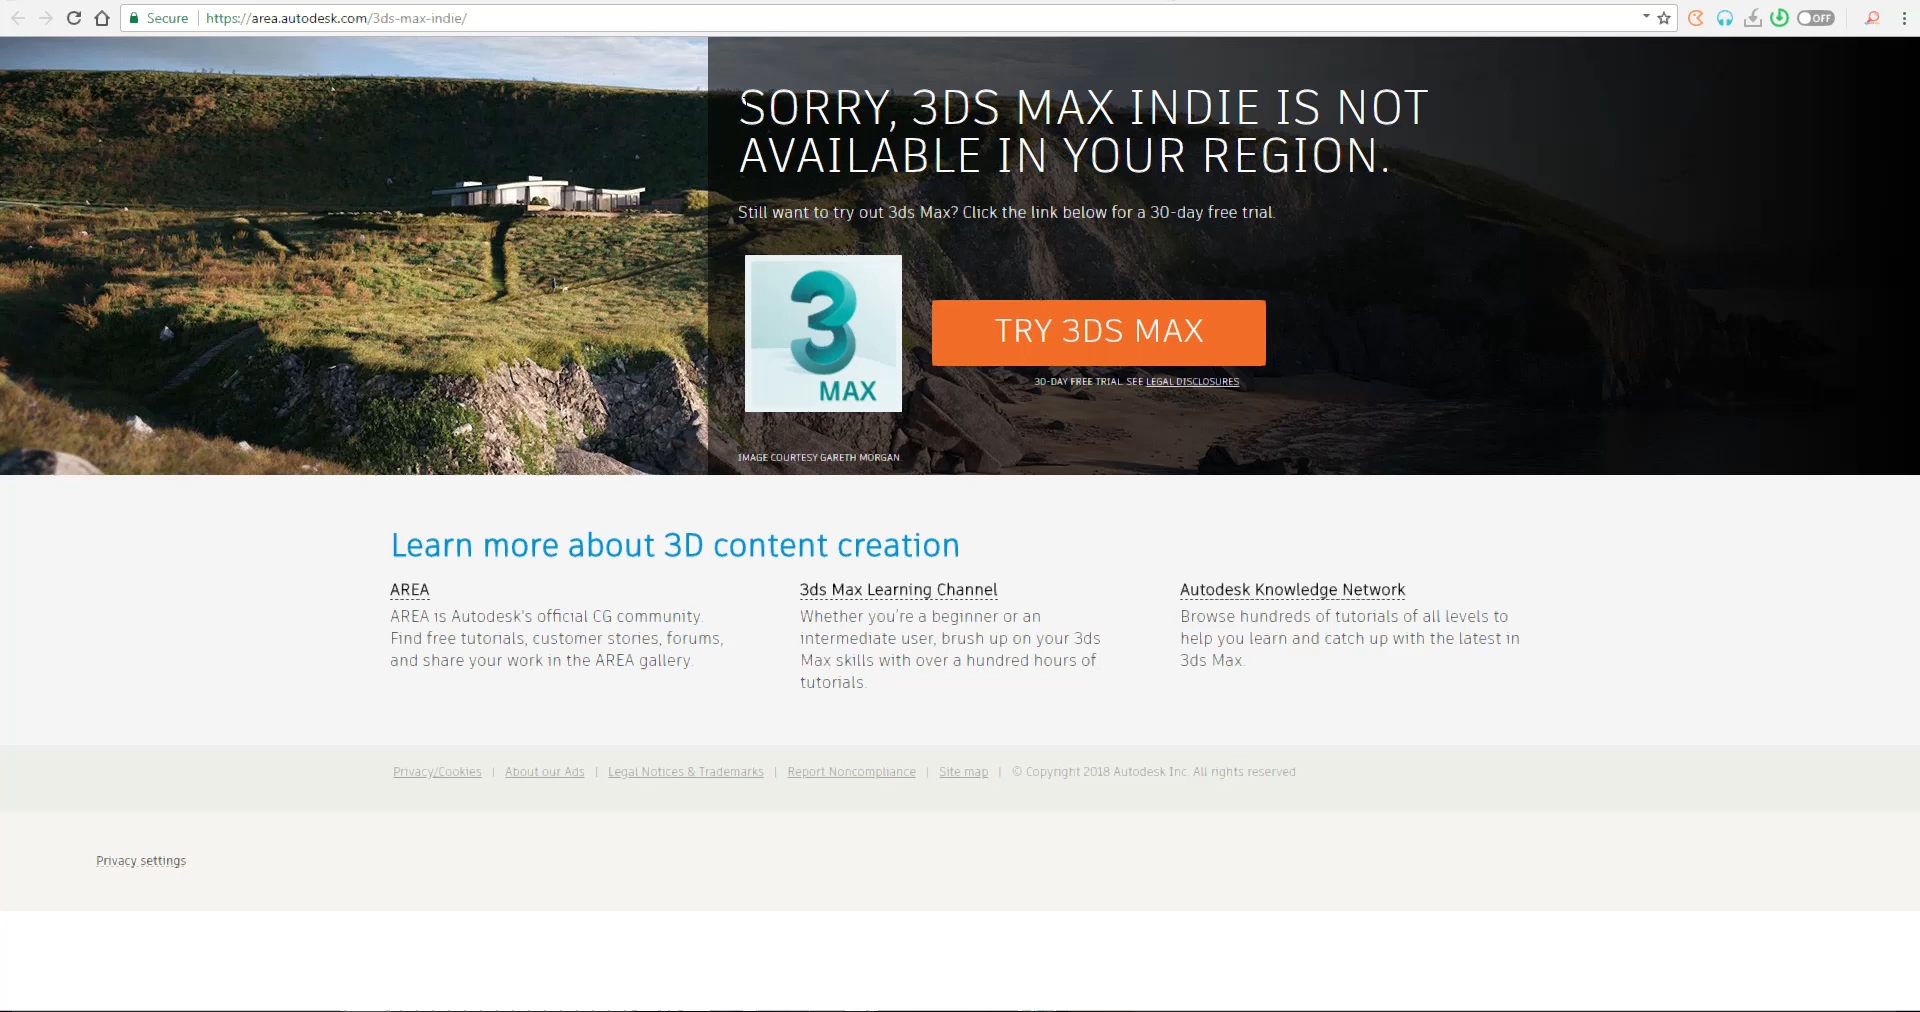 Secure
https://area.autodesk.com/3ds-max-indie/
OFF
SORRY, 3DS MAX INDIE IS NOT
AVAILABLE IN YOUR REGION.
Still want to try out 3ds Max? Click the link below for a 30-day free trial.
3
MAX
TRY 3DS MAX
30-DAY FREE TRIAL. SEE LEGAL DISCLOSURES
IMAGE COURTESY GARETH MORGAN
Learn more about 3D content creation
AREA
AREA is Autodesk's official CG community.
Find free tutorials, customer stories, forums,
and share your work in the AREA gallery.
3ds Max Learning Channel
Whether you're a beginner or an
intermediate user, brush up on your 3ds
Max skills with over a hundred hours of
tutorials.
Autodesk Knowledge Network
Browse hundreds of tutorials of all levels to
help you learn and catch up with the latest in
3ds Max.
Privacy/Cookies | About our Ads | Legal Notices & Trademarks | Report Noncompliance | Site map | © Copyright 2018 Autodesk Inc. All rights reserved
Privacy settings